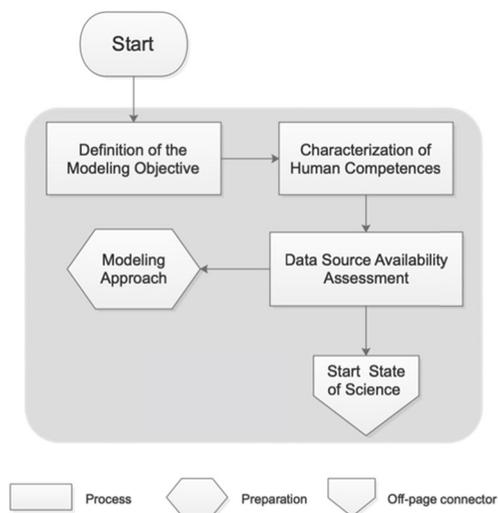 Start
Definition of the
Modeling Objective
Characterization of
Human Competences
Modeling
Approach
Data Source Availability
Assessment
Start State
of Science
Process
Preparation
Off-page connector